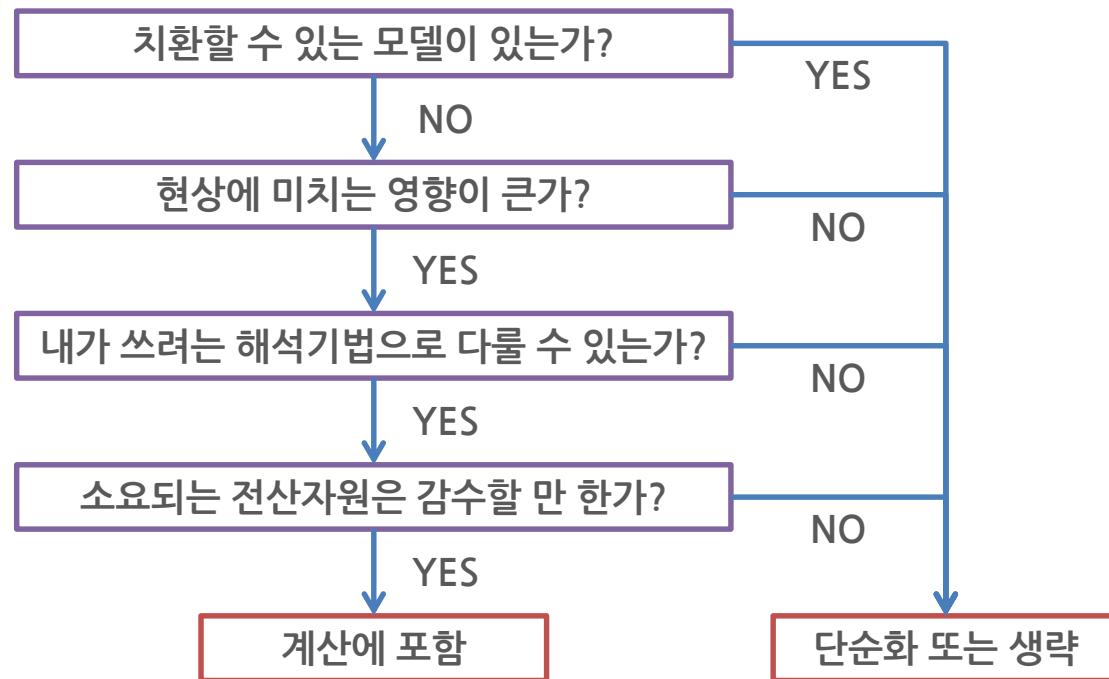 치환할 수 있는 모델이 있는가?
YES
NO
현상에 미치는 영향이 큰가?
NO
YES
내가 쓰려는 해석기법으로 다룰 수 있는가?
NO
YES
소요되는 전산자원은 감수할 만 한가?
NO
YES
계산에 포함
단순화 또는 생략